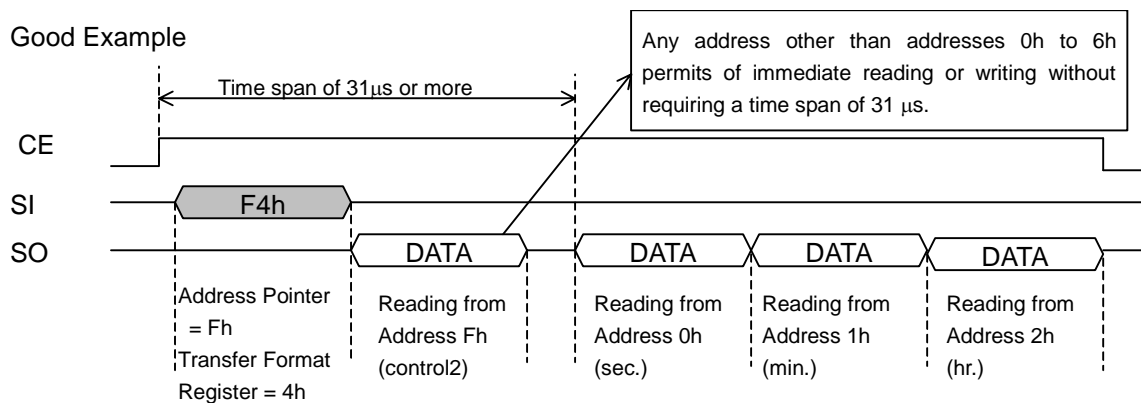 Good Example
Any address other than addresses 0h to 6h
permits of immediate reading or writing without
requiring a time span of 31 μs.
Time span of 31μs or more
CE
SI
F4h
SO
DATA
DATA
DATA
DATA
Address Pointer
= Fh
Transfer Format
Register = 4h
Reading from
Address Fh
(control2)
Reading from
Address 0h
(sec.)
Reading from
Address 1h
(min.)
Reading from
Address 2h
(hr.)